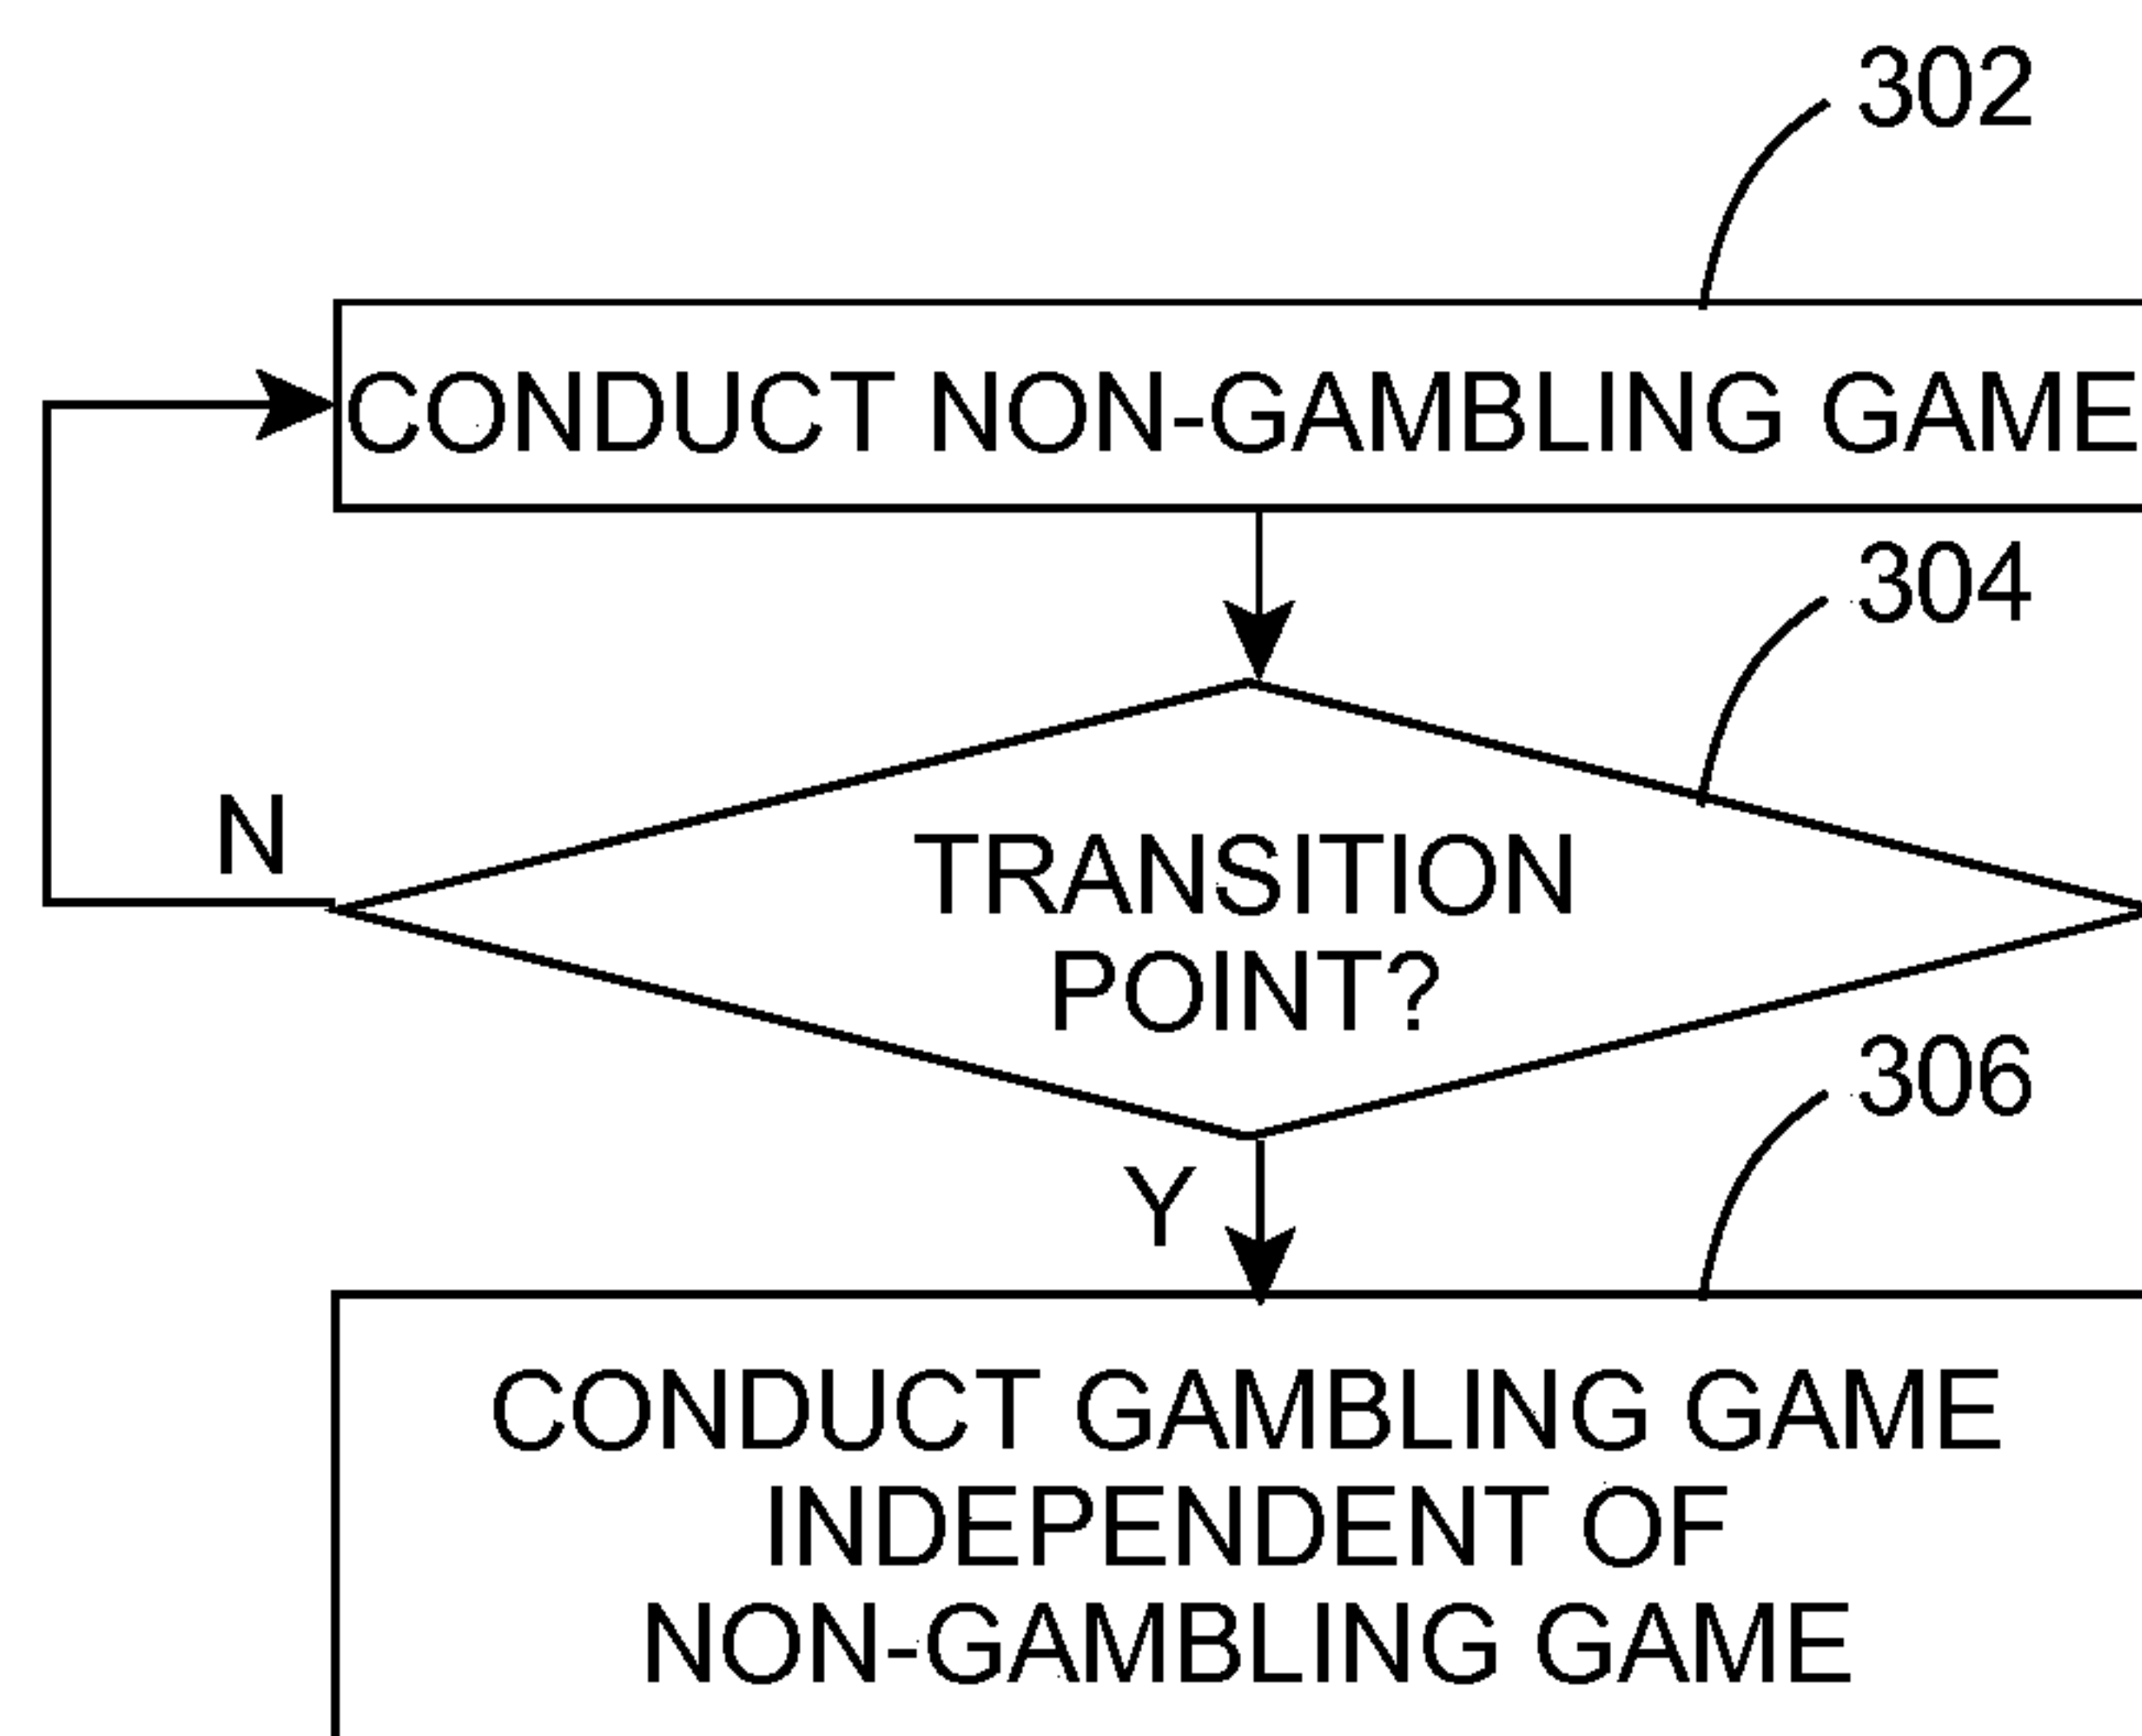 302
CONDUCT NON-GAMBLING GAME
304
N
TRANSITION
POINT?
306
Y
CONDUCT GAMBLING GAME
INDEPENDENT OF
NON-GAMBLING GAME